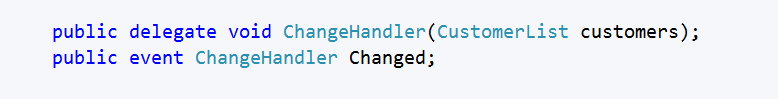 public delegate void ChangeHandler(CustomerList customers);
public event ChangeHandler Changed;